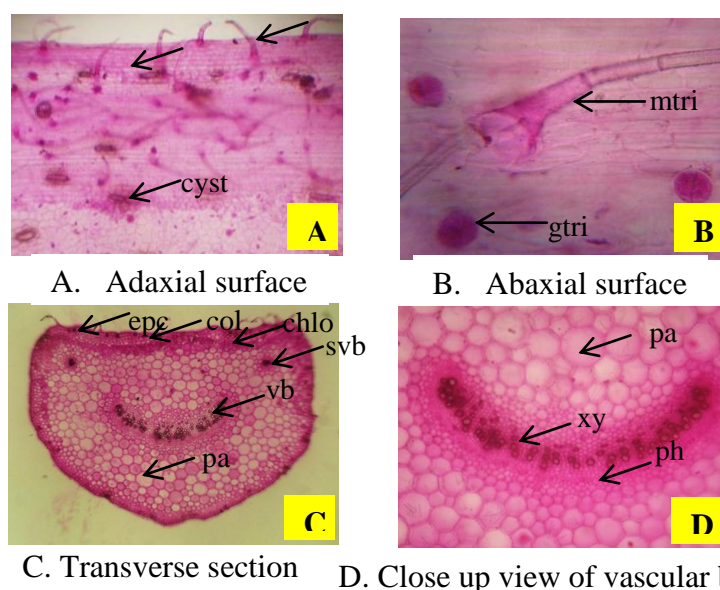 cyst
A
mtri
gtri
B
A. Adaxial surface
B. Abaxial surface
epc col chlo
svb
vb
pa
C
pa
xy
ph
D
C. Transverse section
D. Close up view of vascular